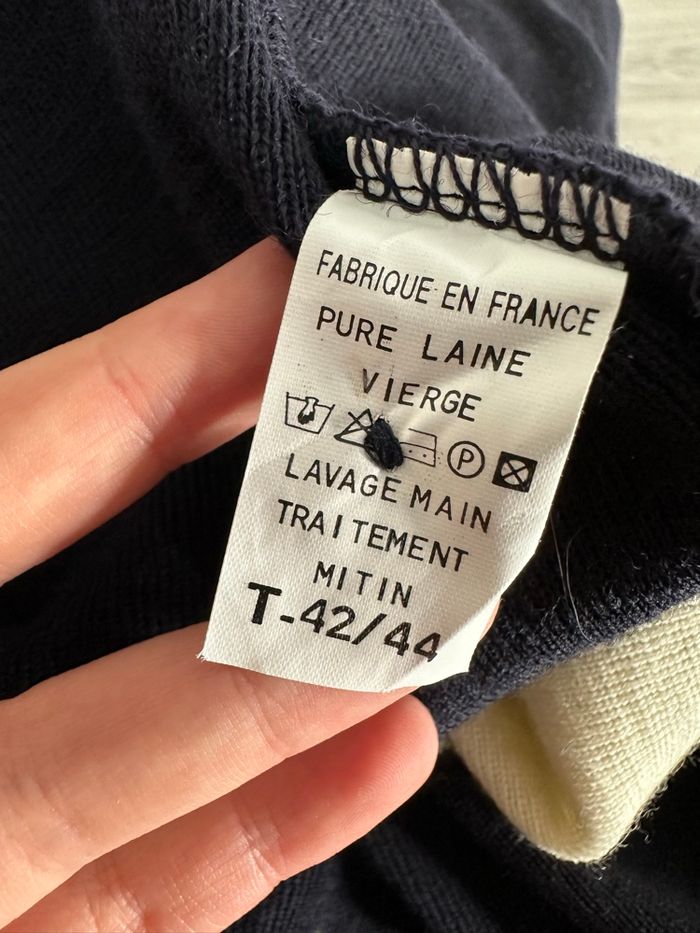 FABRIQUE EN FRANCE
PURE LAINE
VIERGE
P
LAVAGE MAIN
TRAITEMENT
MITIN
T-42/44